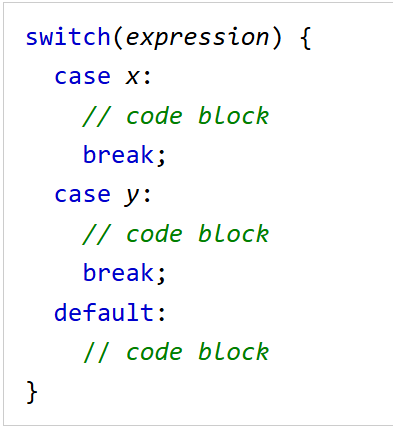 switch(expression) {
  case x:
    // code block
    break;
  case y:
    // code block
    break;
  default:
    // code block
}